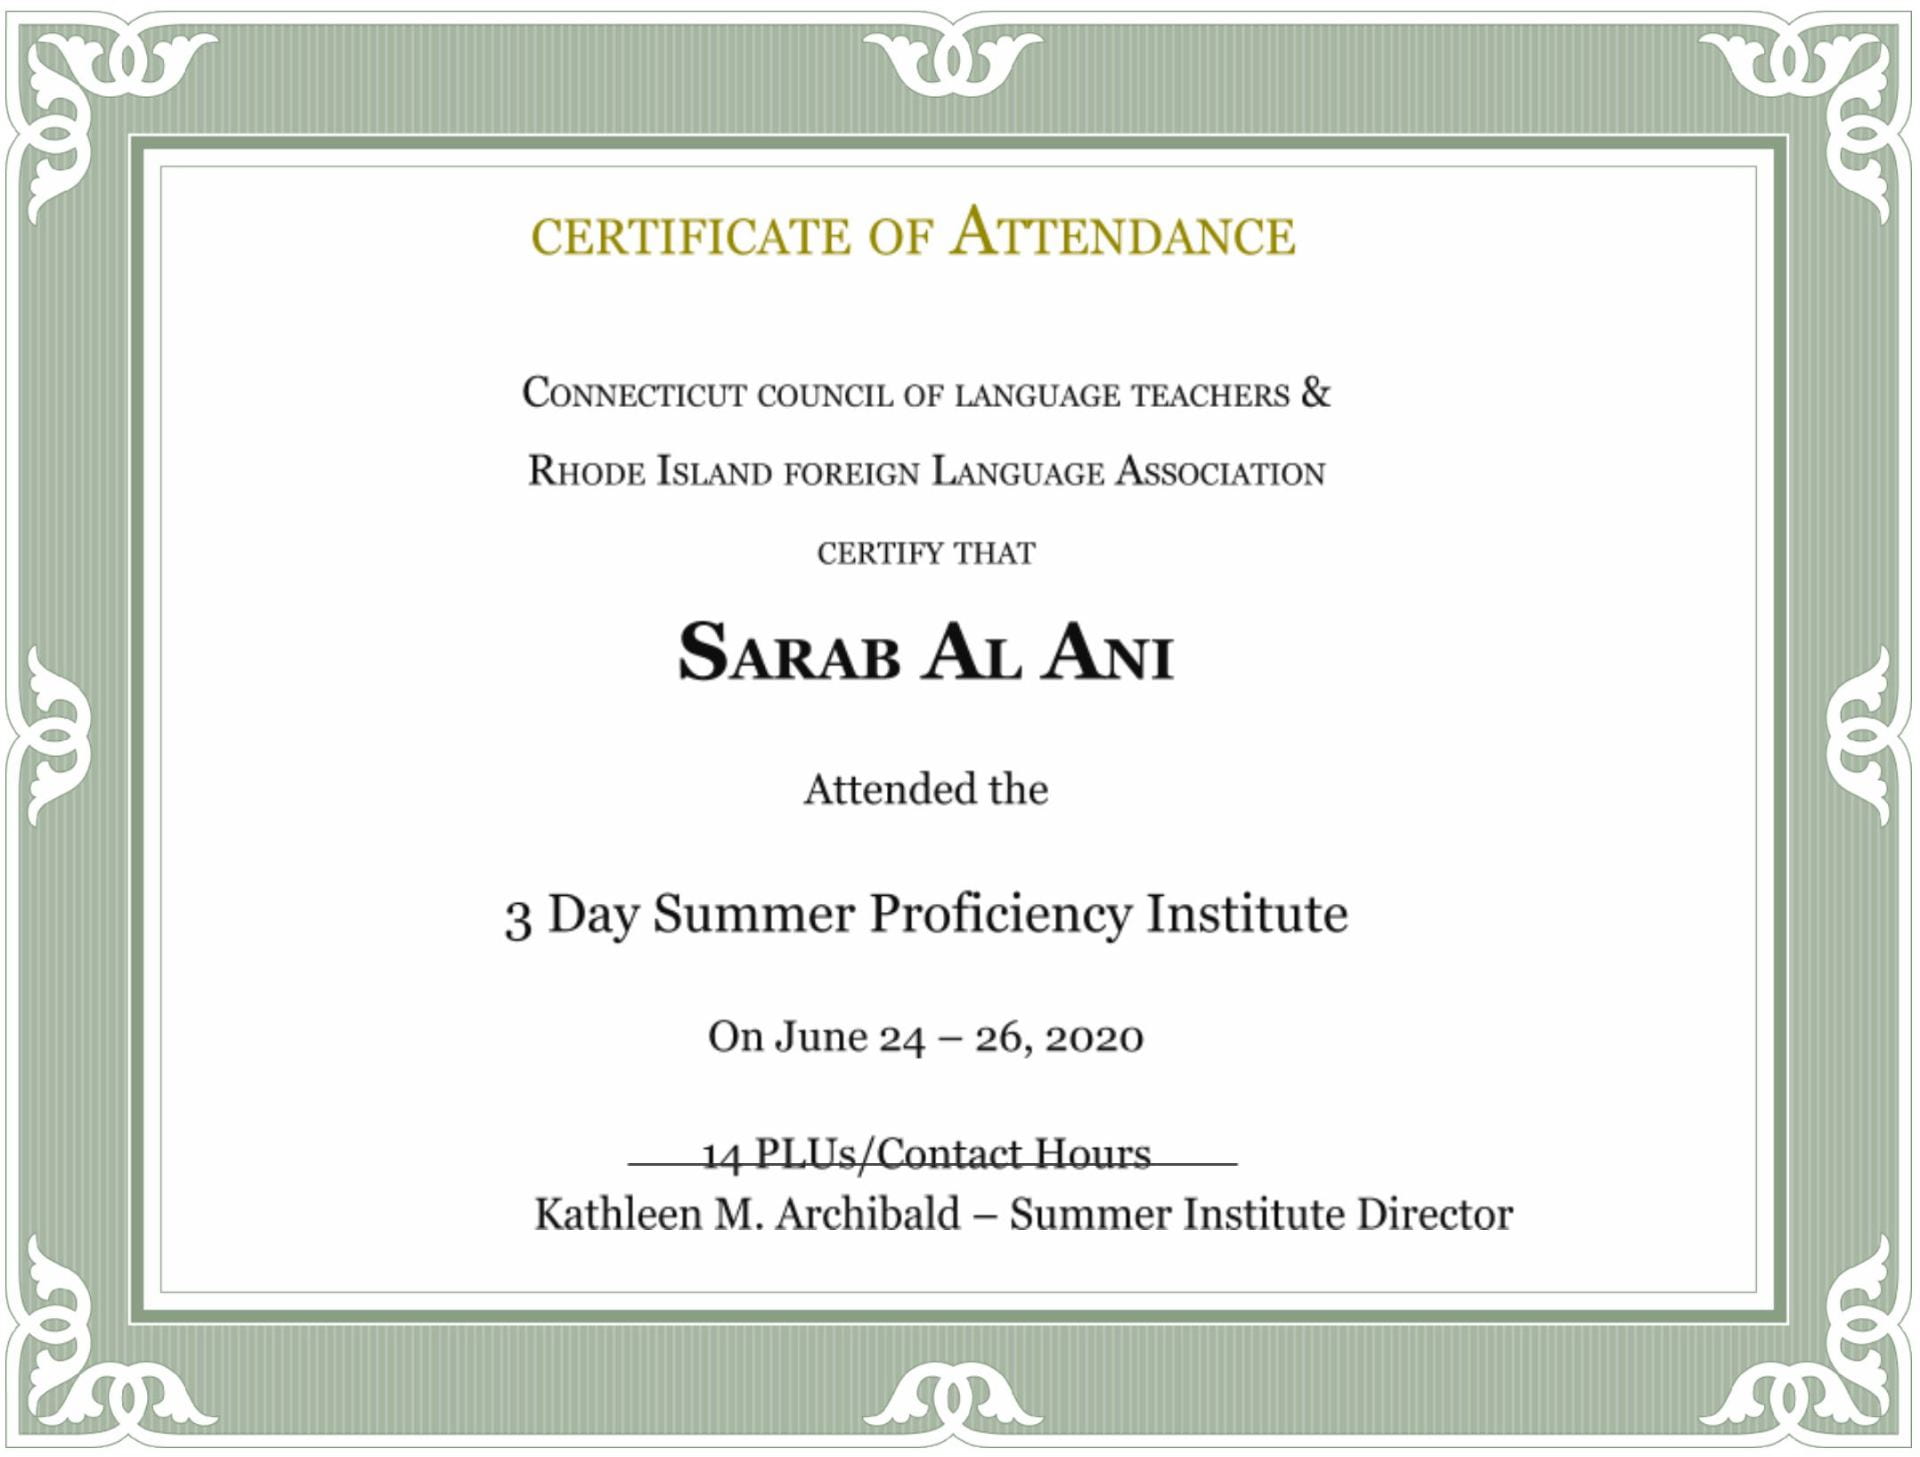 CERTIFICATE OF ATTENDANCE
CONNECTICUT COUNCIL OF LANGUAGE TEACHERS &
RHODE ISLAND FOREIGN LANGUAGE ASSOCIATION
CERTIFY THAT
SARAB AL ANI
Attended the
3 Day Summer Proficiency Institute
On June 24 – 26, 2020
14 PLUs/Contact Hours
Kathleen M. Archibald – Summer Institute Director